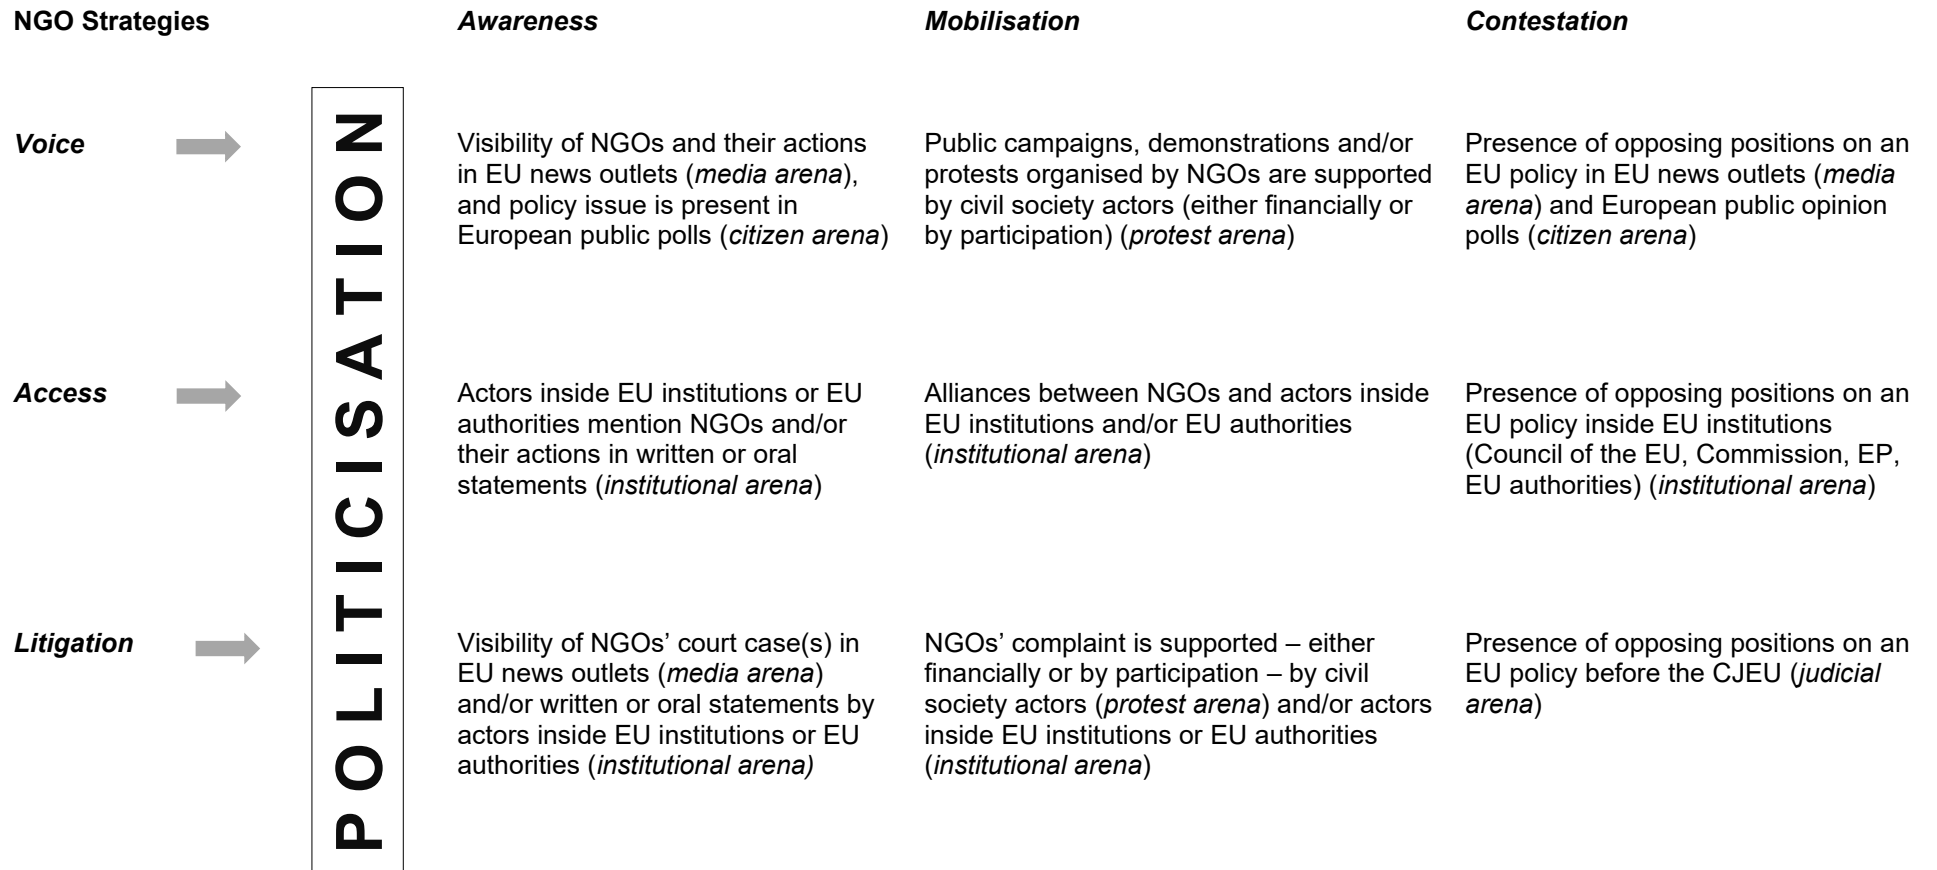 NGO Strategies
Awareness
Mobilisation
Contestation
POLITICISATION
Voice
Visibility of NGOs and their actions
in EU news outlets (media arena),
and policy issue is present in
European public polls (citizen arena)
Public campaigns, demonstrations and/or
protests organised by NGOs are supported
by civil society actors (either financially or
by participation) (protest arena)
Presence of opposing positions on an
EU policy in EU news outlets (media
arena) and European public opinion
polls (citizen arena)
Access
Actors inside EU institutions or EU
authorities mention NGOs and/or
their actions in written or oral
statements (institutional arena)
Alliances between NGOs and actors inside
EU institutions and/or EU authorities
(institutional arena)
Presence of opposing positions on an
EU policy inside EU institutions
(Council of the EU, Commission, EP,
EU authorities) (institutional arena)
Litigation
Visibility of NGOs’ court case(s) in
EU news outlets (media arena)
and/or written or oral statements by
actors inside EU institutions or EU
authorities (institutional arena)
NGOs’ complaint is supported – either
financially or by participation – by civil
society actors (protest arena) and/or actors
inside EU institutions or EU authorities
(institutional arena)
Presence of opposing positions on an
EU policy before the CJEU (judicial
arena)